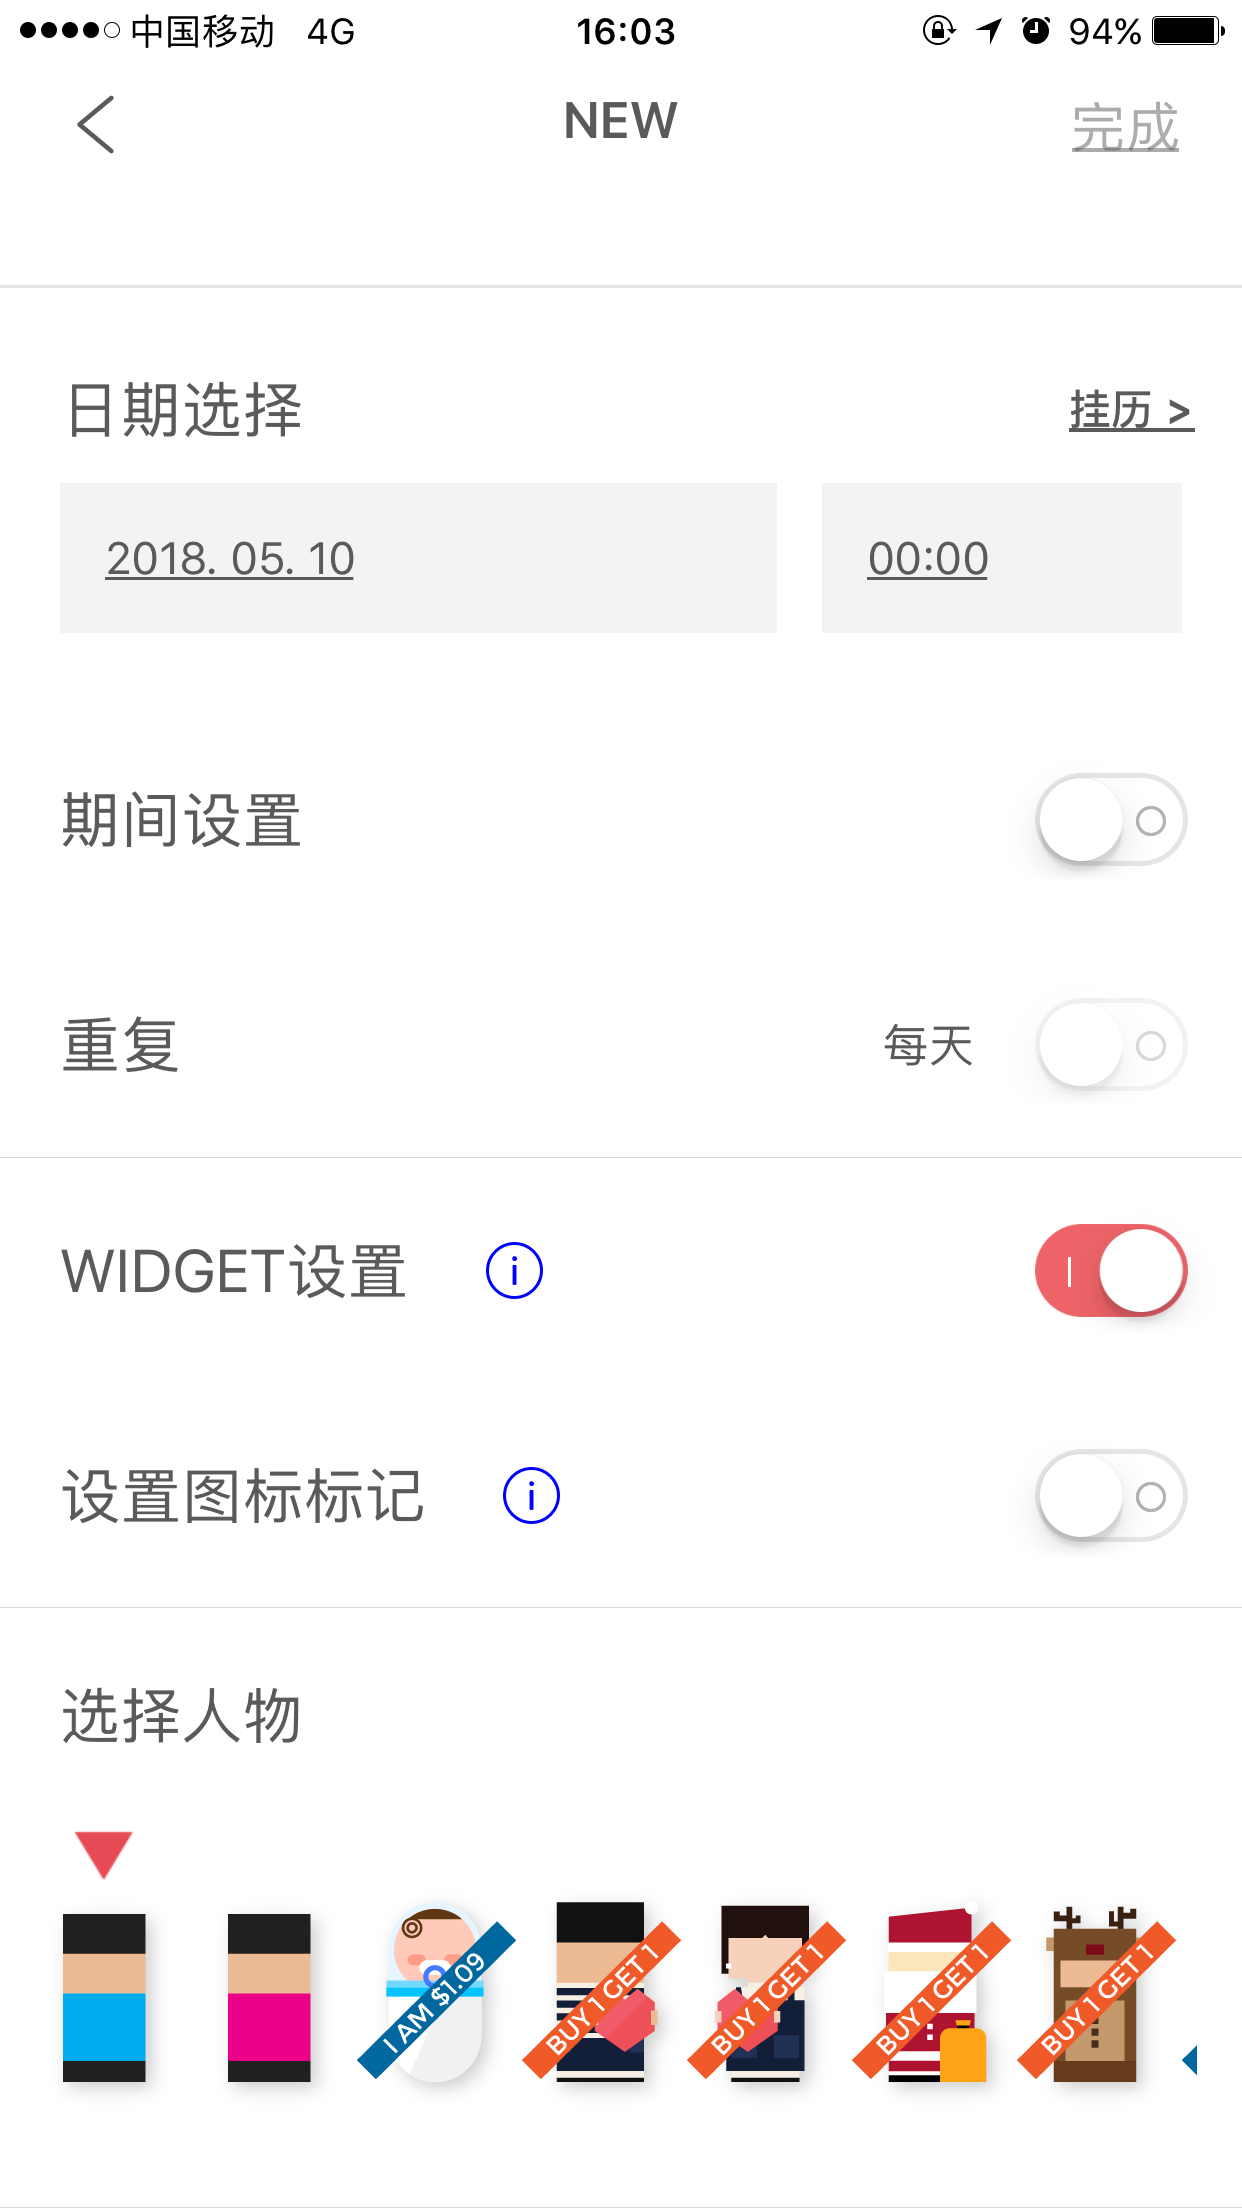 中国移动 4G 16:03 94%
NEW 完成
日期选择 挂历 >
2018. 05. 10 00:00
期间设置
重复 每天
WIDGET设置 i
设置图标标记 i
选择人物
I AM $1.09 BUY 1 GET 1 BUY 1 GET 1 BUY 1 GET 1 BUY 1 GET 1